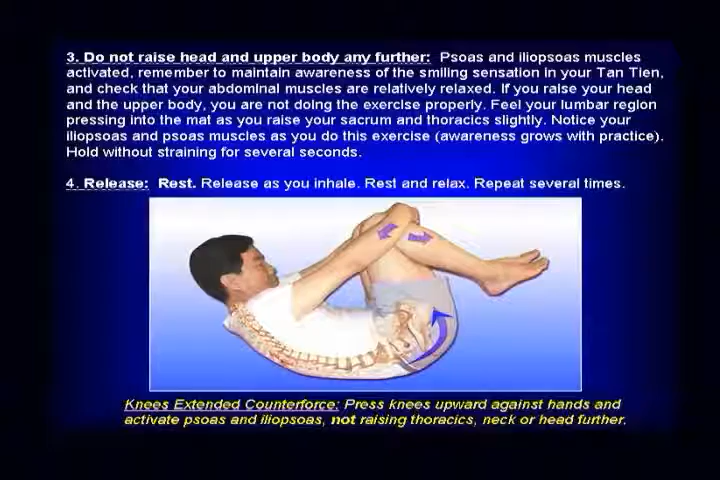 3. Do not raise head and upper body any further: Psoas and iliopsoas muscles
activated, remember to maintain awareness of the smiling sensation in your Tan Tien,
and check that your abdominal muscles are relatively relaxed. If you raise your head
and the upper body, you are not doing the exercise properly. Feel your lumbar region
pressing into the mat as you raise your sacrum and thoracics slightly. Notice your
iliopsoas and psoas muscles as you do this exercise (awareness grows with practice).
Hold without straining for several seconds.
4. Release: Rest. Release as you inhale. Rest and relax. Repeat several times.
Knees Extended Counterforce: Press knees upward against hands and
activate psoas and iliopsoas, not raising thoracics, neck or head further.